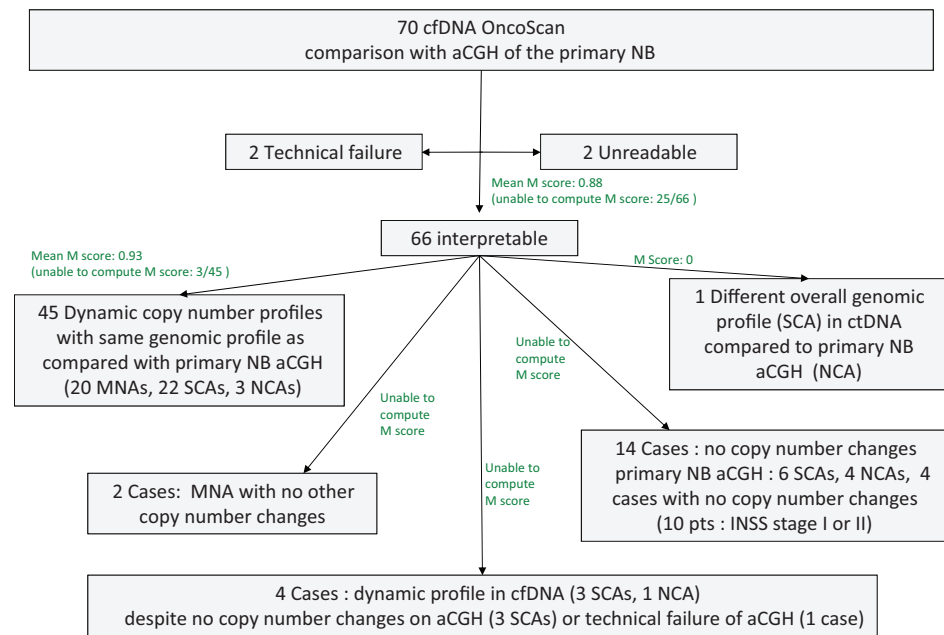 70 cfDNA OncoScan
comparison with aCGH of the primary NB
2 Technical failure
2 Unreadable
Mean M score: 0.88
(unable to compute M score: 25/66 )
66 interpretable
Mean M score: 0.93
(unable to compute M score: 3/45 )
M Score: 0
45 Dynamic copy number profiles
with same genomic profile as
compared with primary NB aCGH
(20 MNAs, 22 SCAs, 3 NCAs)
1 Different overall genomic
profile (SCA) in ctDNA
compared to primary NB
aCGH (NCA)
Unable to
compute
M score
Unable to
compute
M score
Unable to
compute
M score
2 Cases: MNA with no other
copy number changes
14 Cases : no copy number changes
primary NB aCGH : 6 SCAs, 4 NCAs, 4
cases with no copy number changes
(10 pts : INSS stage I or II)
4 Cases : dynamic profile in cfDNA (3 SCAs, 1 NCA)
despite no copy number changes on aCGH (3 SCAs) or technical failure of aCGH (1 case)